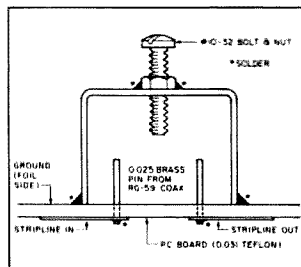 #10-32 BOLT & NUT
*SOLDER
GROUND
(FOIL
SIDE)
0.025 BRASS
PIN FROM
RG-59 COAX
STRIPLINE IN
STRIPLINE OUT
PC BOARD (0.031 TEFLON)